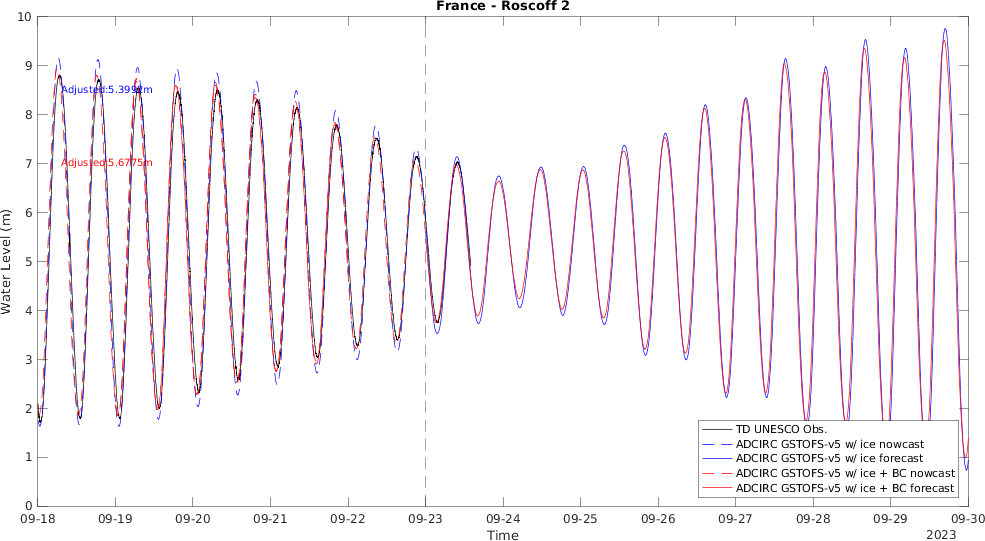 France - Roscoff 2
10
9
8
7
6
5
4
3
2
1
0
Water Level (m)
Adjusted:5.3992m
Adjusted:5.6775m
TD UNESCO Obs.
ADCIRC GSTOFS-v5 w/ ice nowcast
ADCIRC GSTOFS-v5 w/ ice forecast
ADCIRC GSTOFS-v5 w/ ice + BC nowcast
ADCIRC GSTOFS-v5 w/ ice + BC forecast
09-18 09-19 09-20 09-21 09-22 09-23 09-24 09-25 09-26 09-27 09-28 09-29 09-30
Time
2023